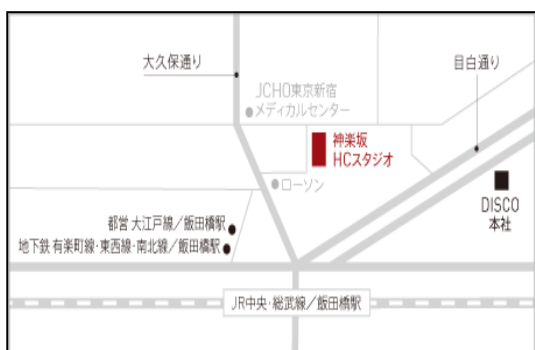 大久保通り
目白通り
JCHO東京新宿
メディカルセンター
神楽坂
HCスタジオ
ローソン
DISCO
本社
都営 大江戸線／飯田橋駅
地下鉄 有楽町線・東西線・南北線／飯田橋駅
JR中央・総武線／飯田橋駅